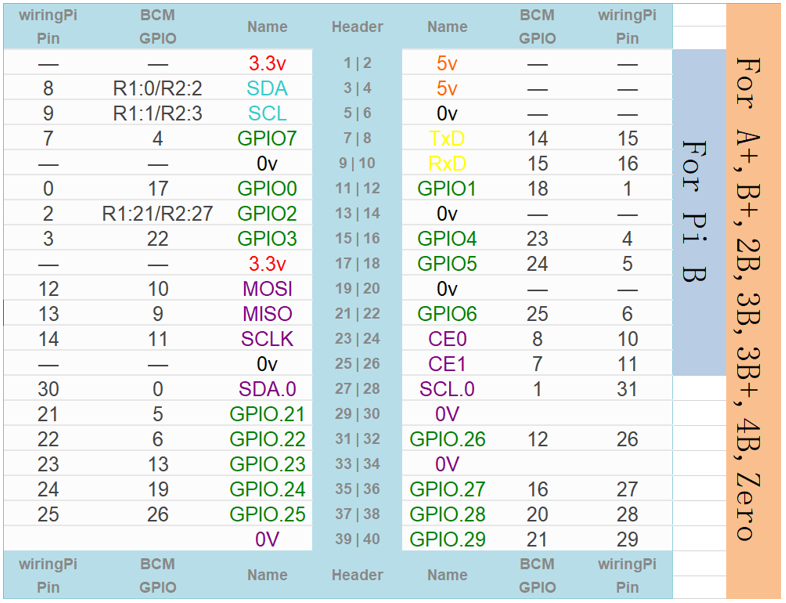 wiringPi Pin BCM GPIO Name Header Name BCM GPIO wiringPi Pin
— — 3.3v 1 | 2 5v — —
8 R1:0/R2:2 SDA 3 | 4 5v — —
9 R1:1/R2:3 SCL 5 | 6 0v — —
7 4 GPIO7 7 | 8 TxD 14 15
— — 0v 9 | 10 RxD 15 16
0 17 GPIO0 11 | 12 GPIO1 18 1
2 R1:21/R2:27 GPIO2 13 | 14 0v — —
3 22 GPIO3 15 | 16 GPIO4 23 4
— — 3.3v 17 | 18 GPIO5 24 5
12 10 MOSI 19 | 20 0v — —
13 9 MISO 21 | 22 GPIO6 25 6
14 11 SCLK 23 | 24 CE0 8 10
— — 0v 25 | 26 CE1 7 11
30 0 SDA.0 27 | 28 SCL.0 1 31
21 5 GPIO.21 29 | 30 0V
22 6 GPIO.22 31 | 32 GPIO.26 12 26
23 13 GPIO.23 33 | 34 0V
24 19 GPIO.24 35 | 36 GPIO.27 16 27
25 26 GPIO.25 37 | 38 GPIO.28 20 28
0V 39 | 40 GPIO.29 21 29
wiringPi Pin BCM GPIO Name Header Name BCM GPIO wiringPi Pin
For Pi B
For A+, B+, 2B, 3B, 3B+, 4B, Zero